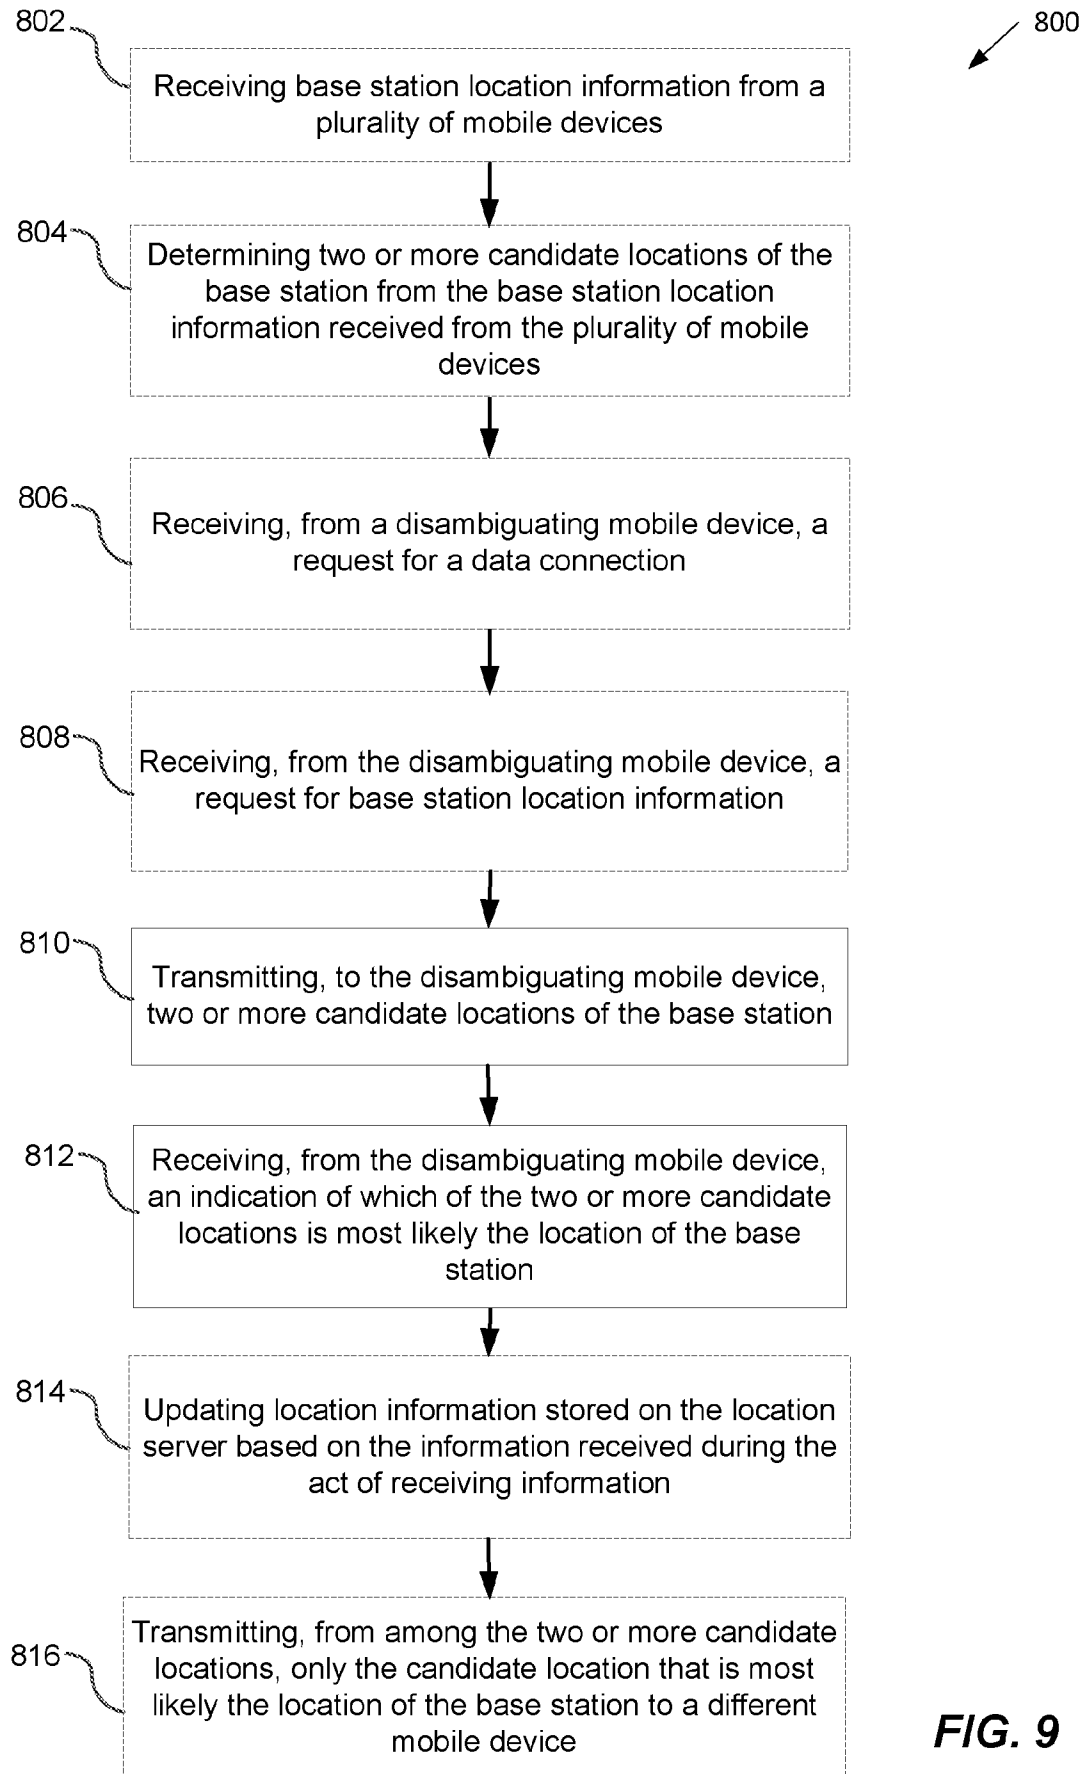 802
800
Receiving base station location information from a
plurality of mobile devices
804
Determining two or more candidate locations of the
base station from the base station location
information received from the plurality of mobile
devices
806
Receiving, from a disambiguating mobile device, a
request for a data connection
808
Receiving, from the disambiguating mobile device, a
request for base station location information
810
Transmitting, to the disambiguating mobile device,
two or more candidate locations of the base station
812
Receiving, from the disambiguating mobile device,
an indication of which of the two or more candidate
locations is most likely the location of the base
station
814
Updating location information stored on the location
server based on the information received during the
act of receiving information
816
Transmitting, from among the two or more candidate
locations, only the candidate location that is most
likely the location of the base station to a different
mobile device
FIG. 9